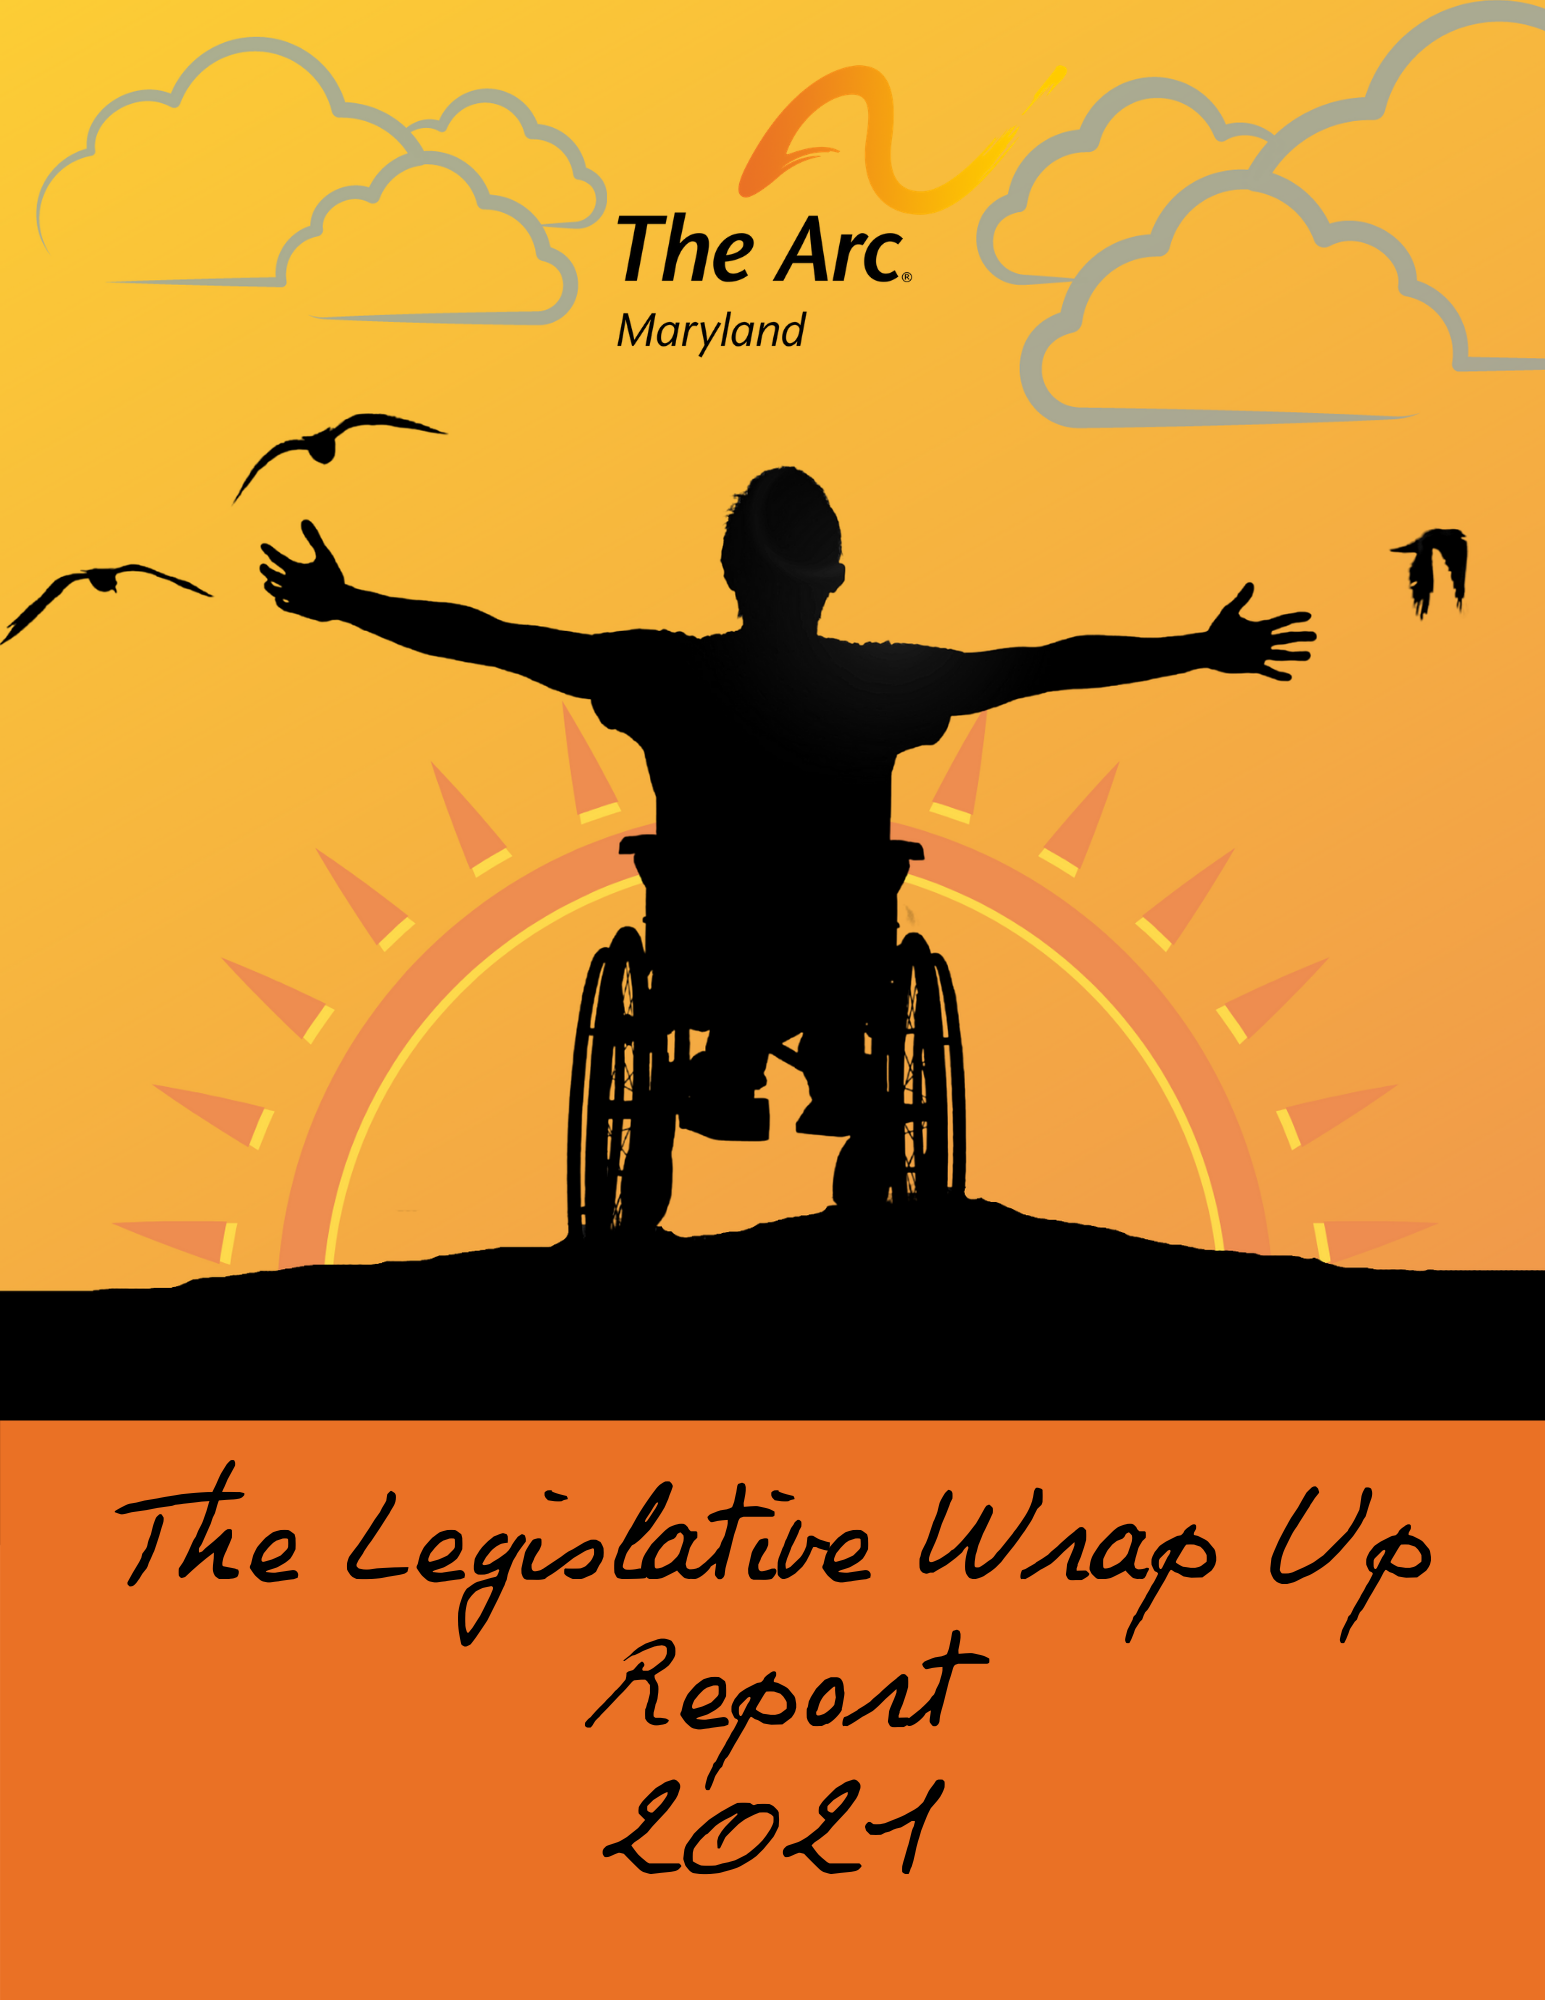 The Arc®
Maryland
The Legislative Wrap Up
Report
2021